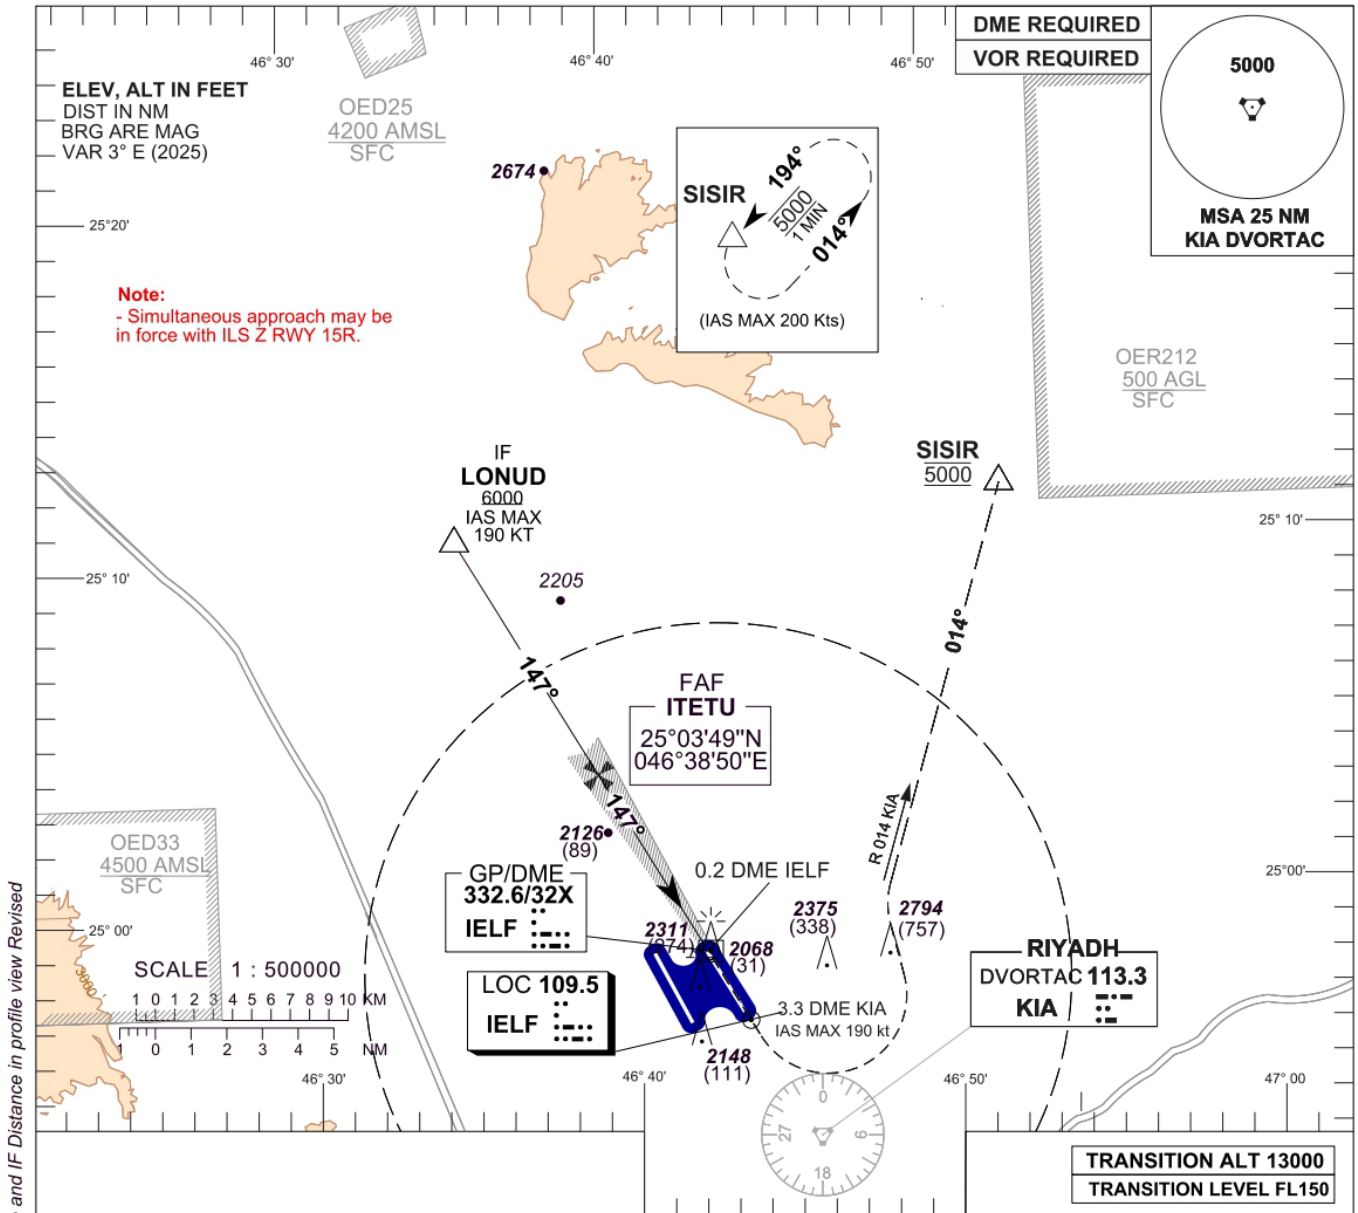 DME REQUIRED
VOR REQUIRED
5000
MSA 25 NM
KIA DVORTAC
46° 30'
46° 40'
46° 50'
ELEV, ALT IN FEET
DIST IN NM
BRG ARE MAG
VAR 3° E (2025)
OED25
4200 AMSL
SFC
2674
SISIR
194°
5000
1 MIN
014°
(IAS MAX 200 Kts)
25° 20'
Note:
- Simultaneous approach may be
in force with ILS Z RWY 15R.
OER212
500 AGL
SFC
IF
LONUD
6000
IAS MAX
190 KT
SISIR
5000
25° 10'
25° 10'
2205
147°
014°
FAF
ITETU
25°03'49"N
046°38'50"E
147°
2126
(89)
R 014 KIA
OED33
4500 AMSL
SFC
GP/DME
332.6/32X
IELF
0.2 DME IELF
25° 00'
2375
(338)
2794
(757)
2311
2068
(31)
25° 00'
3000
SCALE 1 : 500000
1 0 1 2 3 4 5 6 7 8 9 10 KM
1 0 1 2 3 4 5 NM
LOC 109.5
IELF
3.3 DME KIA
IAS MAX 190 kt
RIYADH
DVORTAC 113.3
KIA
2148
(111)
46° 30'
46° 40'
46° 50'
47° 00'
0
27
9
18
TRANSITION ALT 13000
TRANSITION LEVEL FL150
and IF Distance in profile view Revised